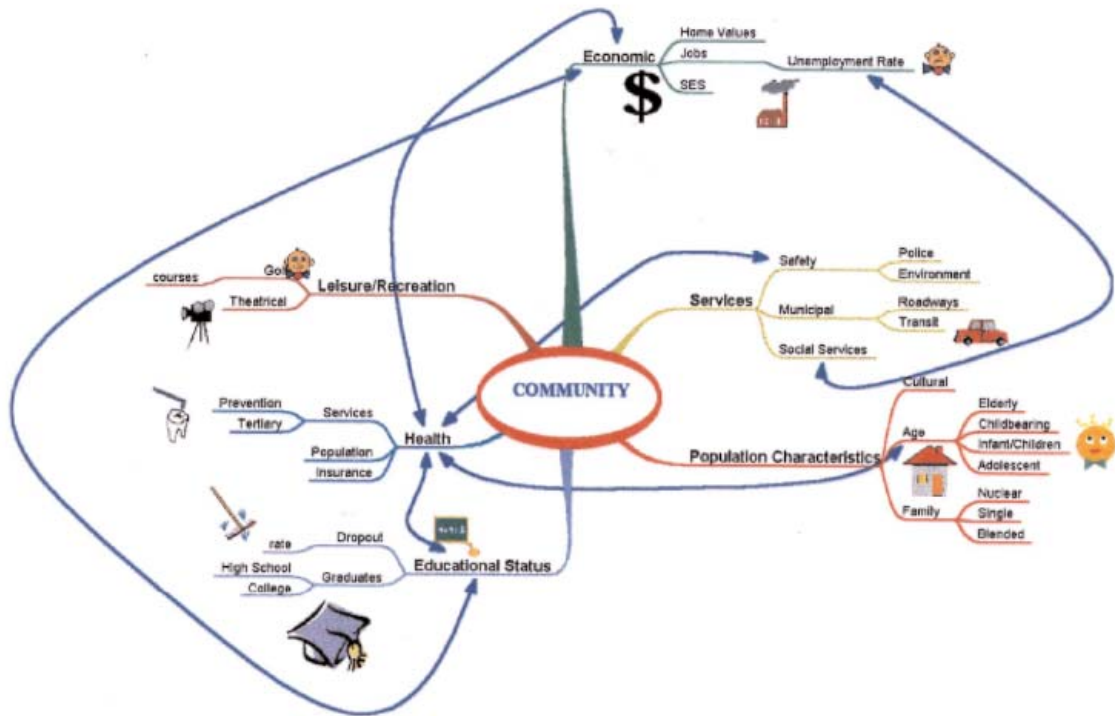 Economic
Home Values
Jobs
SES
Unemployment Rate
$
Leisure/Recreation
courses
Theatrical
COMMUNITY
Services
Safety
Police
Environment
Municipal
Roadways
Transit
Social Services
Health
Services
Prevention
Tertiary
Population
Insurance
Population Characteristics
Cultural
Age
Elderly
Childbearing
Infant/Children
Adolescent
Family
Nuclear
Single
Blended
Educational Status
Dropout
rate
Graduates
High School
College